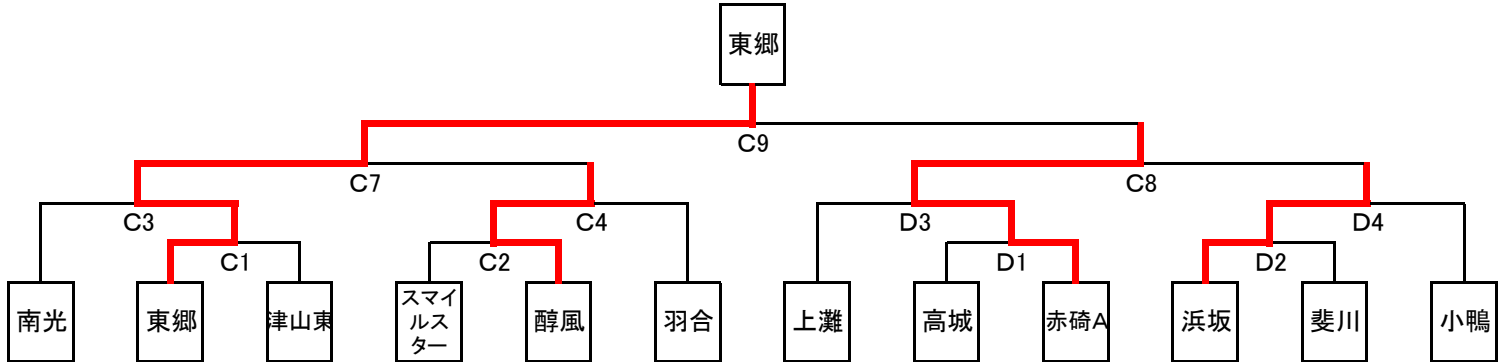 東郷
C9
C7
C8
C3
C4
D3
D4
C1
C2
D1
D2
南光
東郷
津山東
スマイ
ルスター
醇風
羽合
上灘
高城
赤碕A
浜坂
斐川
小鴨